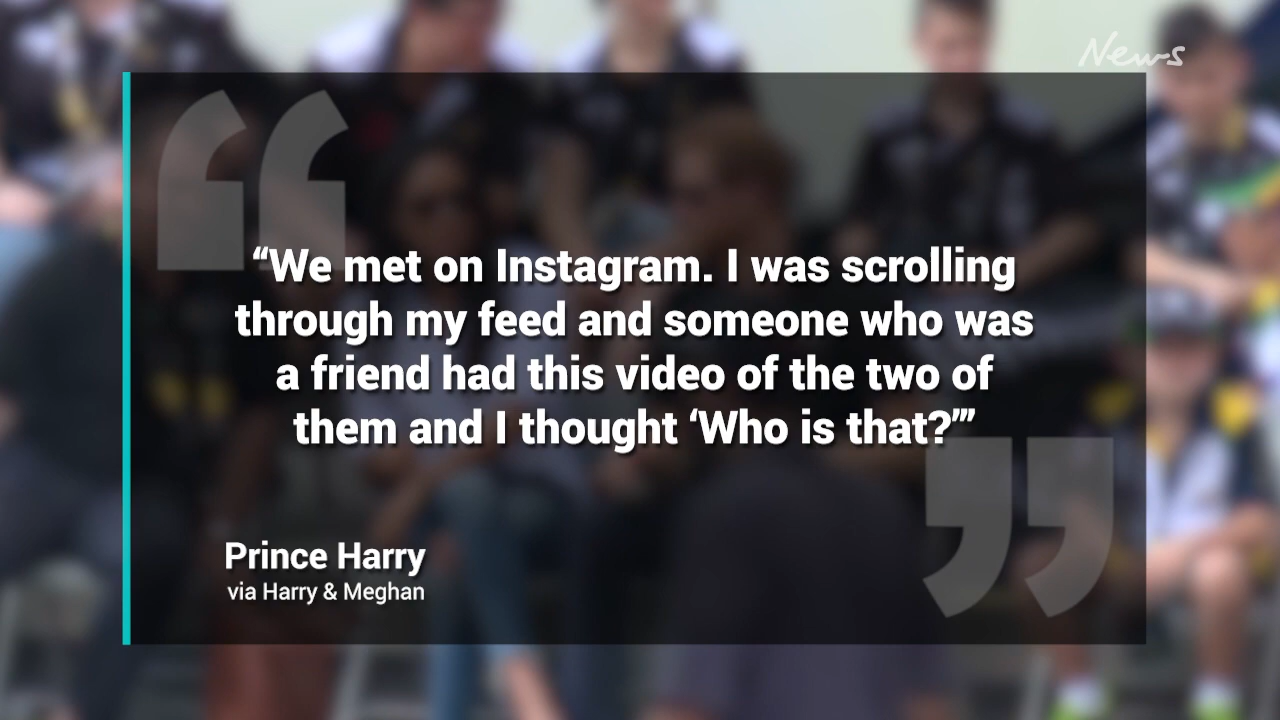 News
“We met on Instagram. I was scrolling
through my feed and someone who was
a friend had this video of the two of
them and I thought ‘Who is that?’”
Prince Harry
via Harry & Meghan